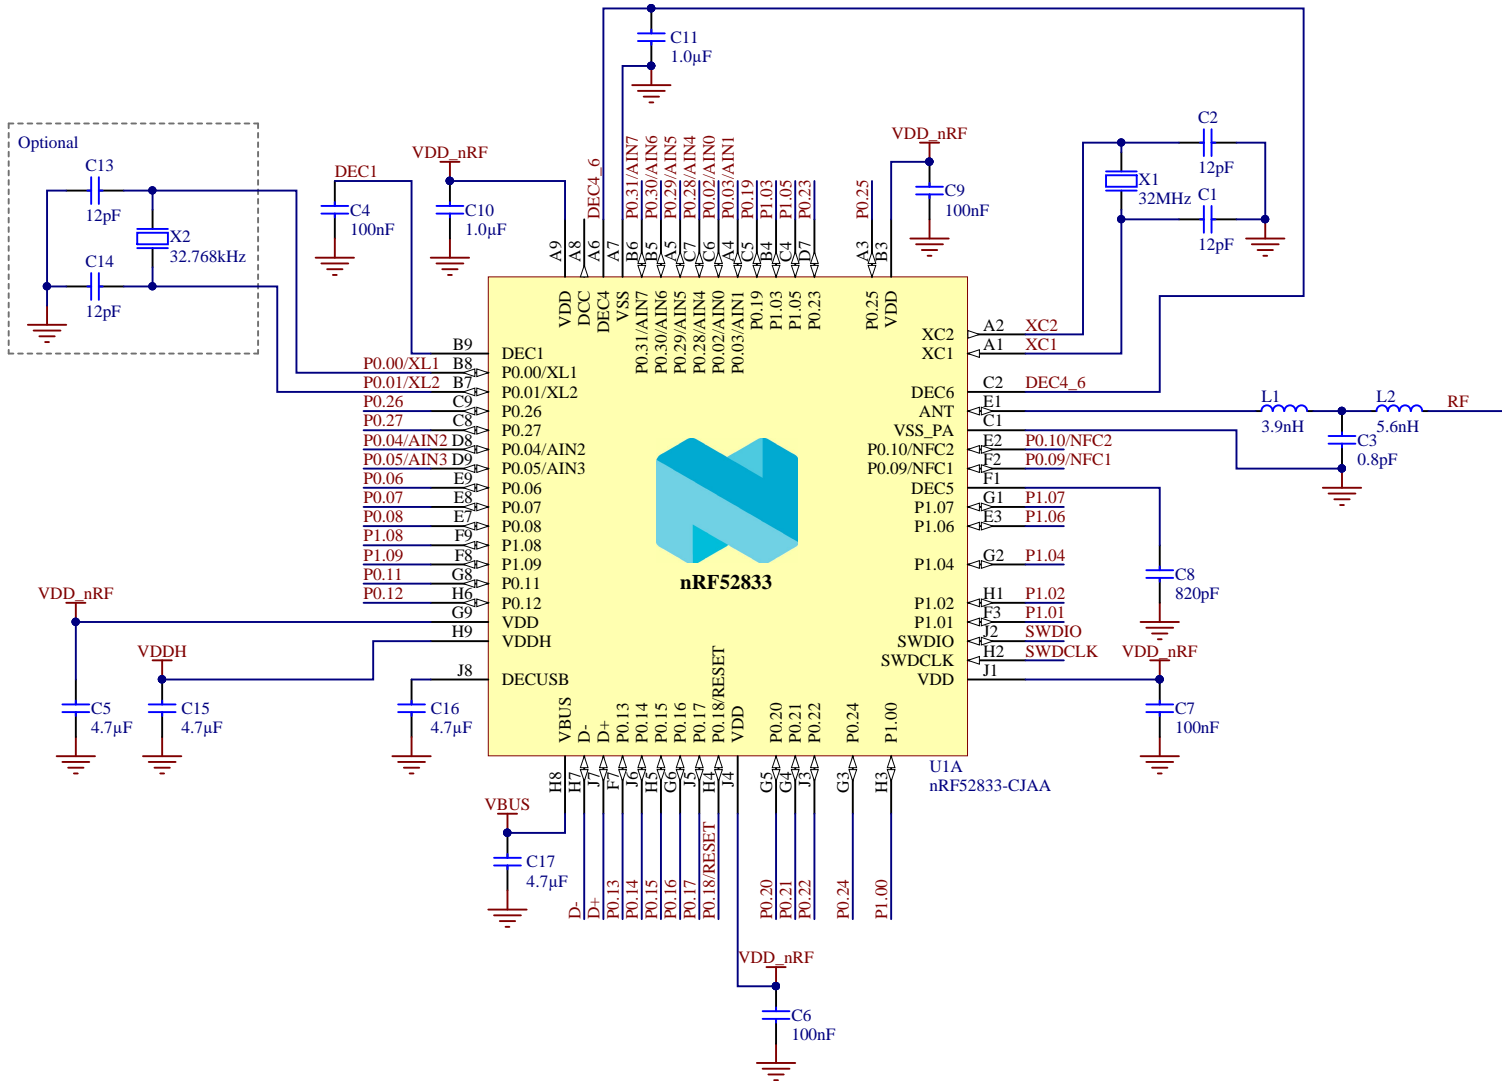 C11
1.0µF
Optional
C13
12pF
X2
32.768kHz
C14
12pF
DEC1
C4
100nF
VDD_nRF
C10
1.0µF
DEC4_6
P0.31/AIN7
P0.30/AIN6
P0.29/AIN5
P0.28/AIN4
P0.02/AIN0
P0.03/AIN1
P0.19
P1.03
P1.05
P0.23
P0.25
VDD_nRF
C9
100nF
C2
12pF
X1
32MHz
C1
12pF
A9
A8
A6
A7
B6
B5
A5
C7
C6
A4
C5
B4
C4
D7
A3
B3
VDD
DCC
DEC4
VSS
P0.31/AIN7
P0.30/AIN6
P0.29/AIN5
P0.28/AIN4
P0.02/AIN0
P0.03/AIN1
P0.19
P1.03
P1.05
P0.23
P0.25
VDD
B9 DEC1
P0.00/XL1 B8 P0.00/XL1
P0.01/XL2 B7 P0.01/XL2
P0.26 C9 P0.26
P0.27 C8 P0.27
P0.04/AIN2 D8 P0.04/AIN2
P0.05/AIN3 D9 P0.05/AIN3
P0.06 E9 P0.06
P0.07 E8 P0.07
P0.08 E7 P0.08
P1.08 F9 P1.08
P1.09 F8 P1.09
P0.11 G8 P0.11
P0.12 H6 P0.12
G9 VDD
H9 VDDH
J8 DECUSB
VDD_nRF
C5
4.7µF
VDDH
C15
4.7µF
C16
4.7µF
nRF52833
XC2 A2 XC2
XC1 A1 XC1
DEC6 C2 DEC4_6
ANT E1
VSS_PA C1
P0.10/NFC2 E2 P0.10/NFC2
P0.09/NFC1 F2 P0.09/NFC1
DEC5 F1
P1.07 G1 P1.07
P1.06 E3 P1.06
P1.04 G2 P1.04
P1.02 H1 P1.02
P1.01 F3 P1.01
SWDIO J2 SWDIO
SWDCLK H2 SWDCLK
VDD J1
L1
3.9nH
L2
5.6nH
RF
C3
0.8pF
C8
820pF
VDD_nRF
C7
100nF
VBUS
D-
D+
P0.13
P0.14
P0.15
P0.16
P0.17
P0.18/RESET
VDD
P0.20
P0.21
P0.22
P0.24
P1.00
U1A
nRF52833-CJAA
H8
H7
J7
F7
J6
H5
G6
J5
H4
J4
G5
G4
J3
G3
H3
VBUS
C17
4.7µF
D-
D+
P0.13
P0.14
P0.15
P0.16
P0.17
P0.18/RESET
P0.20
P0.21
P0.22
P0.24
P1.00
VDD_nRF
C6
100nF